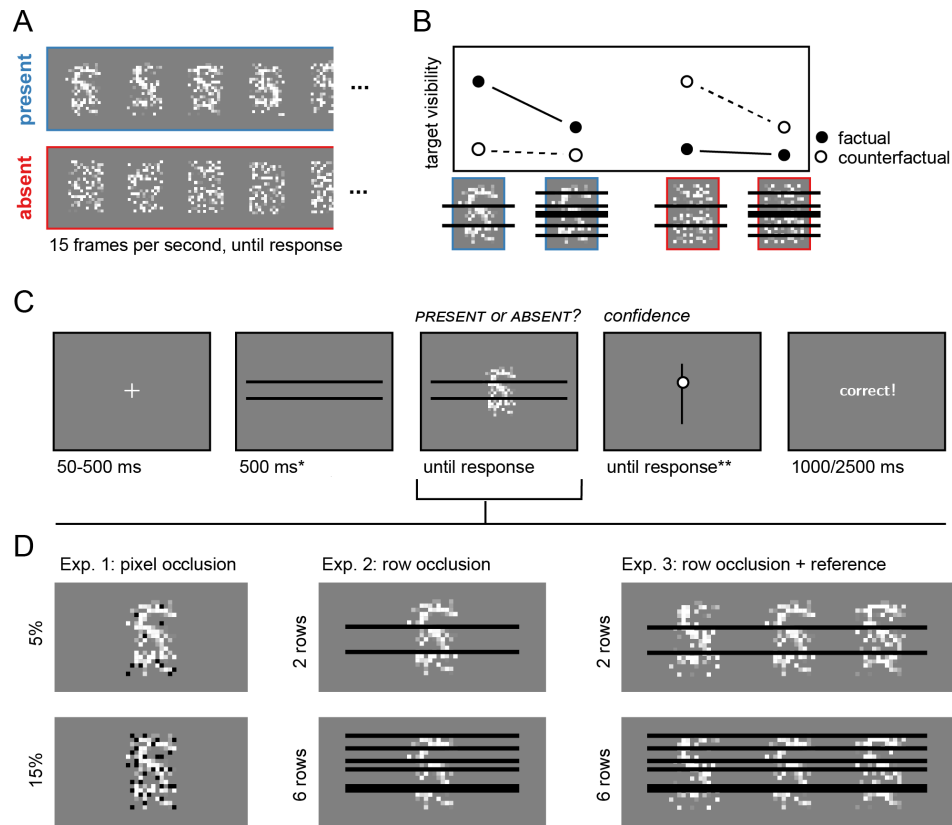 A
present
absent
...
...
15 frames per second, until response
B
target visibility
factual
counterfactual
C
PRESENT or ABSENT?
confidence
correct!
50-500 ms
500 ms*
until response
until response**
1000/2500 ms
D
Exp. 1: pixel occlusion
Exp. 2: row occlusion
Exp. 3: row occlusion + reference
5%
2 rows
2 rows
15%
6 rows
6 rows